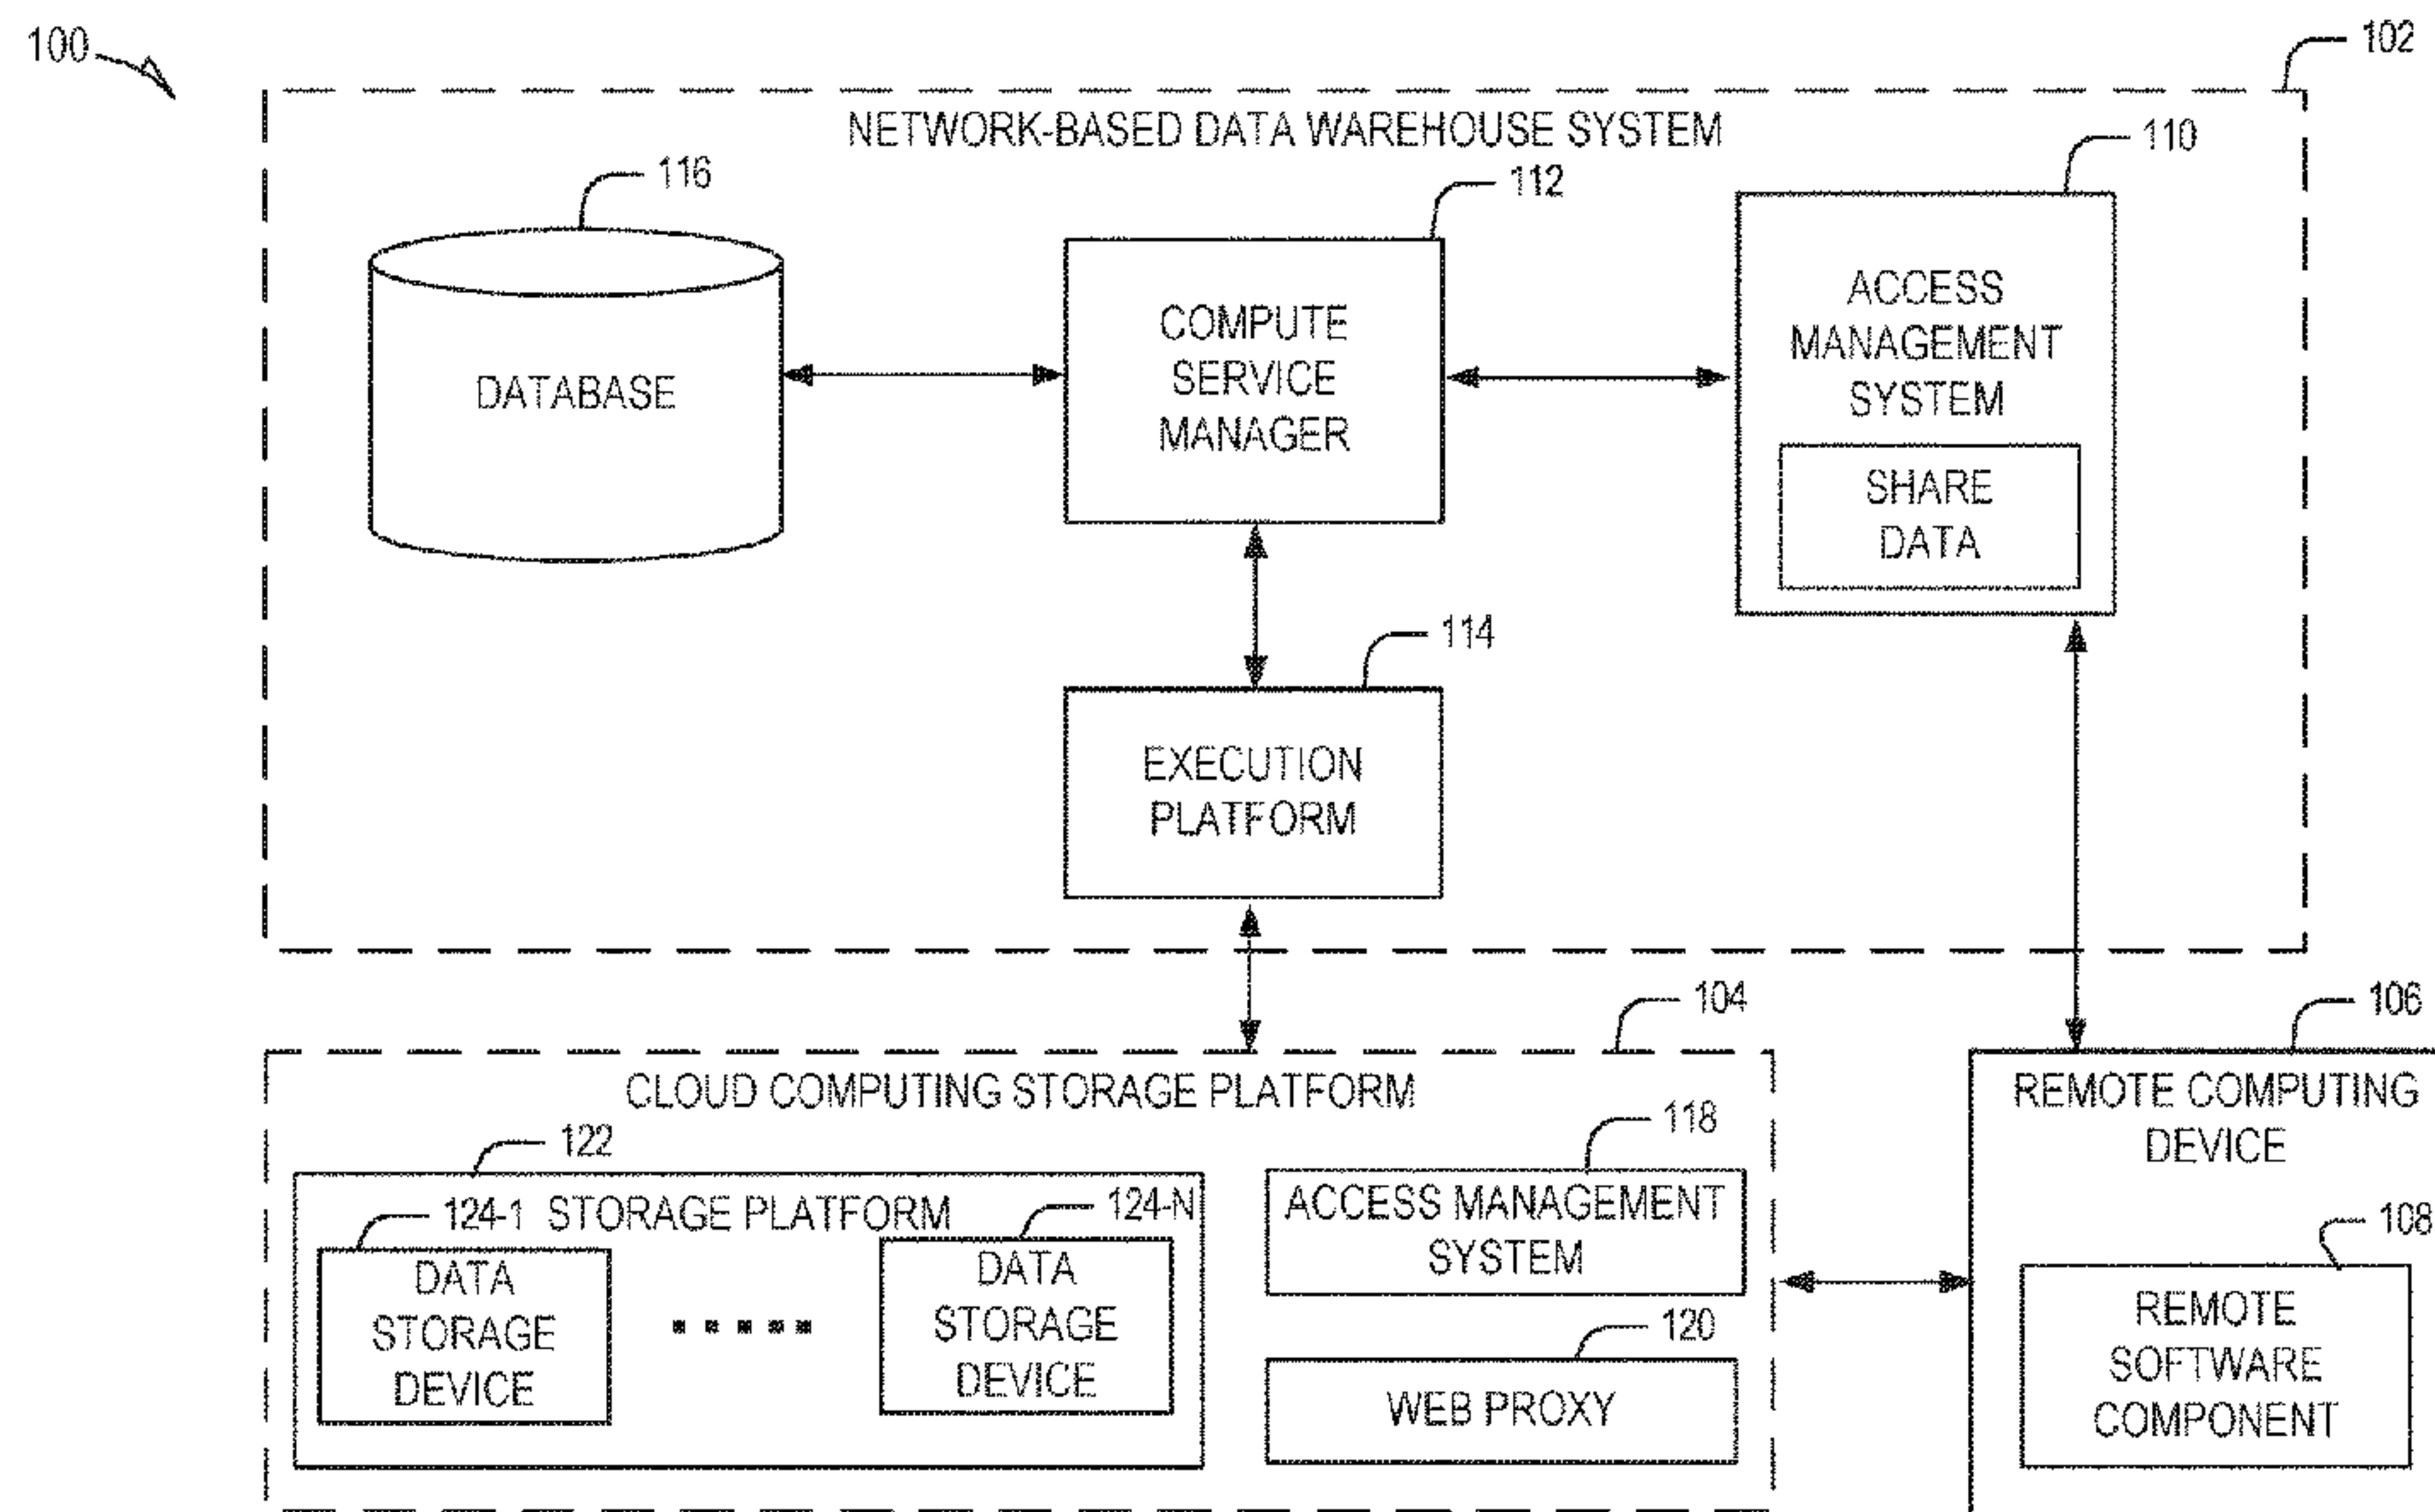 100
102
NETWORK-BASED DATA WAREHOUSE SYSTEM
110
116
112
DATABASE
COMPUTE
SERVICE
MANAGER
ACCESS
MANAGEMENT
SYSTEM
SHARE
DATA
114
EXECUTION
PLATFORM
104
106
CLOUD COMPUTING STORAGE PLATFORM
122
STORAGE PLATFORM
124-1
DATA
STORAGE
DEVICE
124-N
DATA
STORAGE
DEVICE
118
ACCESS MANAGEMENT
SYSTEM
120
WEB PROXY
REMOTE COMPUTING
DEVICE
108
REMOTE
SOFTWARE
COMPONENT